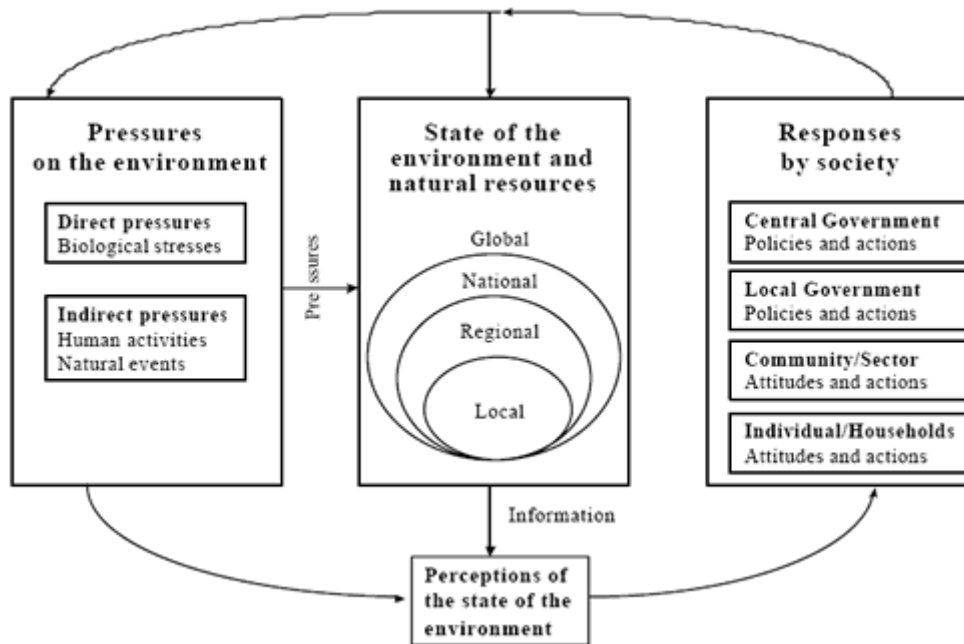 Pressures
on the environment
Direct pressures
Biological stresses
Indirect pressures
Human activities
Natural events
Pressures
State of the
environment and
natural resources
Global
National
Regional
Local
Information
Perceptions of
the state of the
environment
Responses
by society
Central Government
Policies and actions
Local Government
Policies and actions
Community/Sector
Attitudes and actions
Individual/Households
Attitudes and actions